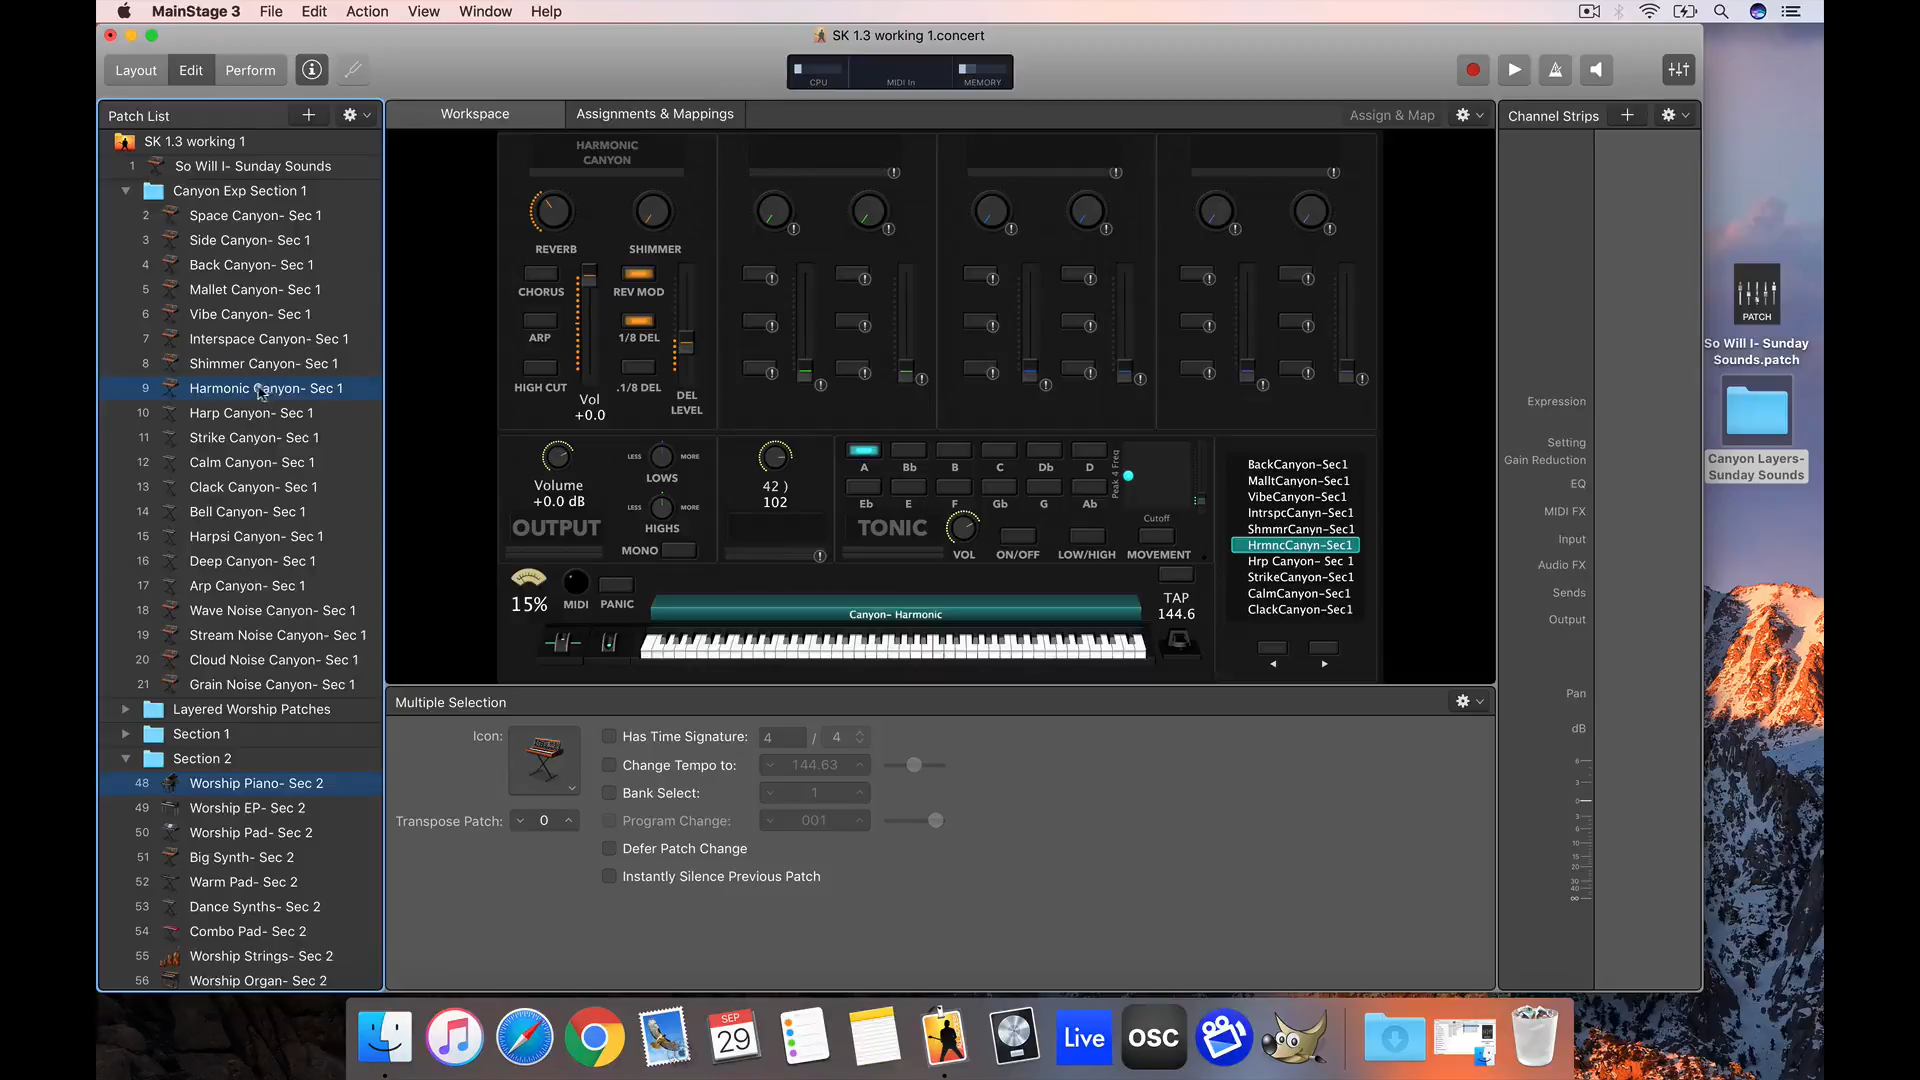 MainStage 3 File Edit Action View Window Help
SK 1.3 working 1.concert
Layout Edit Perform
CPU MIDI In MEMORY
Patch List
Workspace Assignments & Mappings Assign & Map
Channel Strips
SK 1.3 working 1
1 So Will I- Sunday Sounds
Canyon Exp Section 1
2 Space Canyon- Sec 1
3 Side Canyon- Sec 1
4 Back Canyon- Sec 1
5 Mallet Canyon- Sec 1
6 Vibe Canyon- Sec 1
7 Interspace Canyon- Sec 1
8 Shimmer Canyon- Sec 1
9 Harmonic Canyon- Sec 1
10 Harp Canyon- Sec 1
11 Strike Canyon- Sec 1
12 Calm Canyon- Sec 1
13 Clack Canyon- Sec 1
14 Bell Canyon- Sec 1
15 Harpsi Canyon- Sec 1
16 Deep Canyon- Sec 1
17 Arp Canyon- Sec 1
18 Wave Noise Canyon- Sec 1
19 Stream Noise Canyon- Sec 1
20 Cloud Noise Canyon- Sec 1
21 Grain Noise Canyon- Sec 1
Layered Worship Patches
Section 1
Section 2
48 Worship Piano- Sec 2
49 Worship EP- Sec 2
50 Worship Pad- Sec 2
51 Big Synth- Sec 2
52 Warm Pad- Sec 2
53 Dance Synths- Sec 2
54 Combo Pad- Sec 2
55 Worship Strings- Sec 2
56 Worship Organ- Sec 2
HARMONIC
CANYON
REVERB SHIMMER
CHORUS REV MOD
ARP 1/8 DEL
HIGH CUT .1/8 DEL
Vol
+0.0
DEL
LEVEL
Volume
+0.0 dB
OUTPUT
LESS MORE
LOWS
LESS MORE
HIGHS
MONO
42 )
102
A Bb B C Db D
Eb E F Gb G Ab
TONIC
VOL ON/OFF LOW/HIGH MOVEMENT
Peak 4 Freq
Cutoff
BackCanyon-Sec1
MalltCanyon-Sec1
VibeCanyon-Sec1
IntrspcCanyon-Sec1
ShmmrCanyn-Sec1
HrmncCanyn-Sec1
Hrp Canyon- Sec 1
StrikeCanyon-Sec1
CalmCanyon- Sec1
ClackCanyon-Sec1
15% MIDI PANIC
Canyon- Harmonic
TAP
144.6
Multiple Selection
Icon:
Transpose Patch: 0
Has Time Signature: 4 / 4
Change Tempo to: 144.63
Bank Select: 1
Program Change: 001
Defer Patch Change
Instantly Silence Previous Patch
Expression
Setting
Gain Reduction
EQ
MIDI FX
Input
Audio FX
Sends
Output
Pan
dB
6
3
0
3
6
10
15
20
30
40
∞
PATCH
So Will I- Sunday
Sounds.patch
Canyon Layers-
Sunday Sounds
SEP
29
Live
OSC